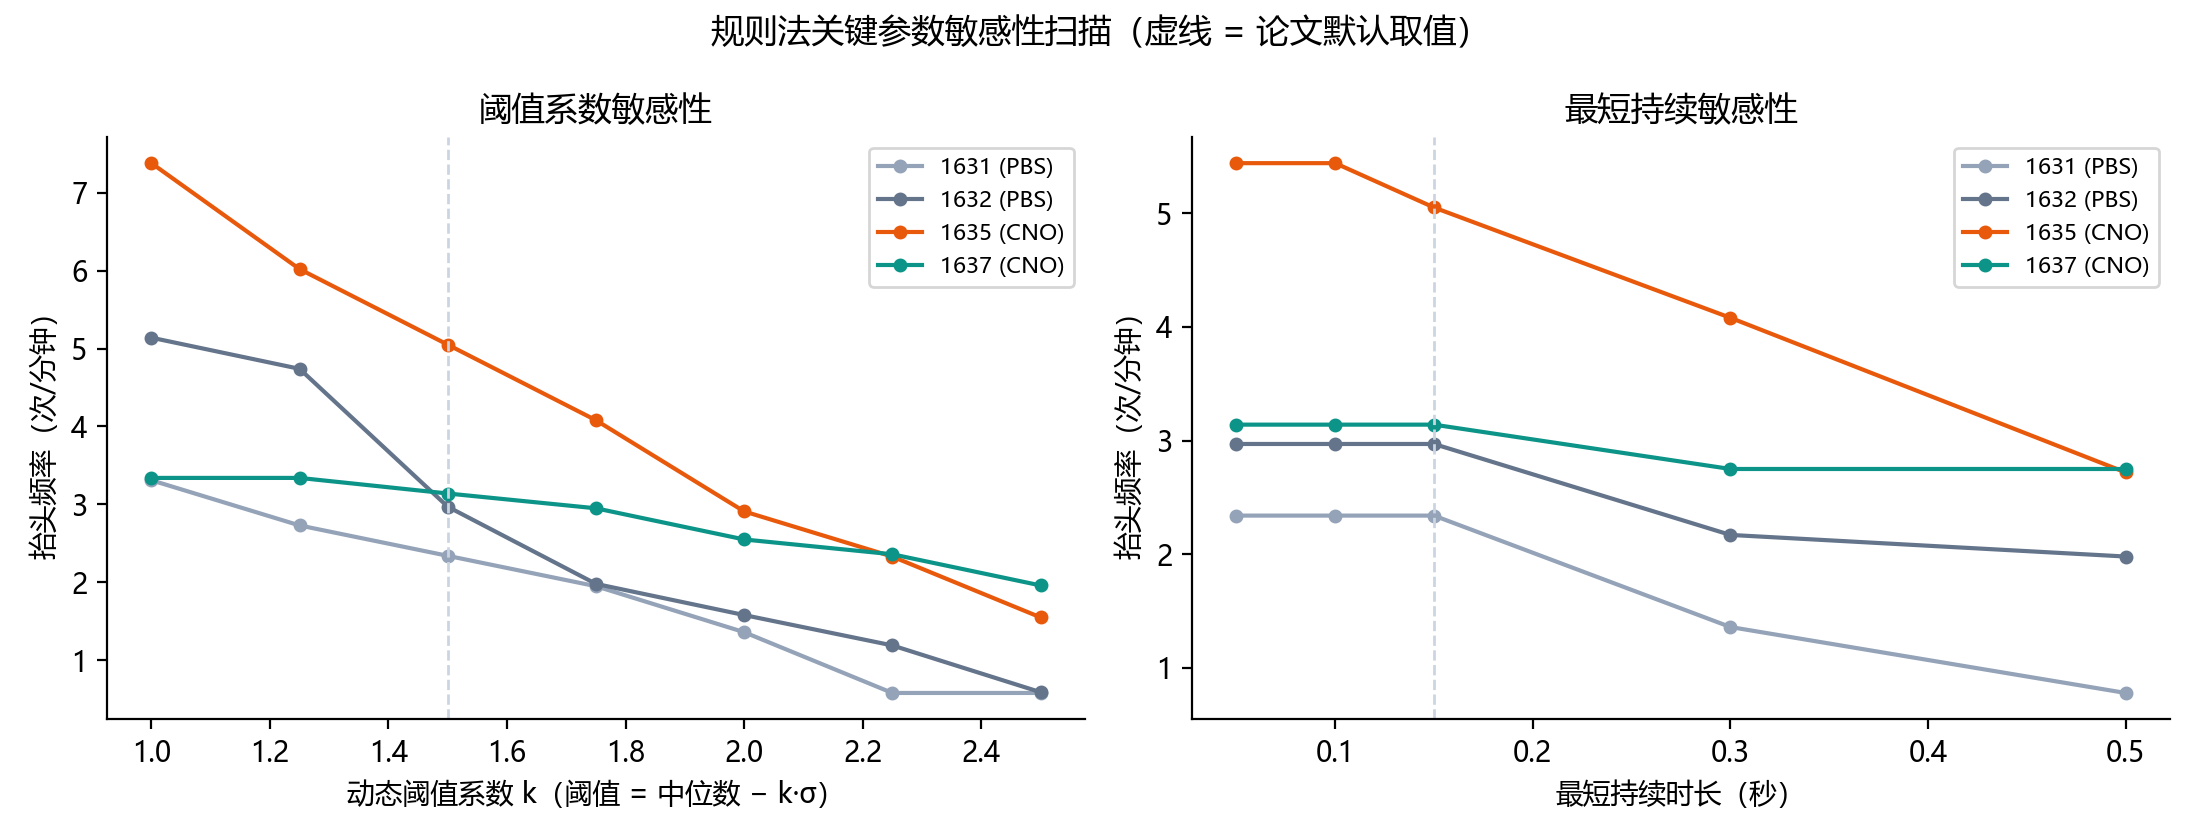 规则法关键参数敏感性扫描（虚线 = 论文默认取值）
阈值系数敏感性
抬头频率（次/分钟）
7
6
5
4
3
2
1
1631 (PBS)
1632 (PBS)
1635 (CNO)
1637 (CNO)
1.0 1.2 1.4 1.6 1.8 2.0 2.2 2.4
动态阈值系数 k（阈值 = 中位数 − k·σ）
最短持续敏感性
抬头频率（次/分钟）
5
4
3
2
1
1631 (PBS)
1632 (PBS)
1635 (CNO)
1637 (CNO)
0.1 0.2 0.3 0.4 0.5
最短持续时长（秒）